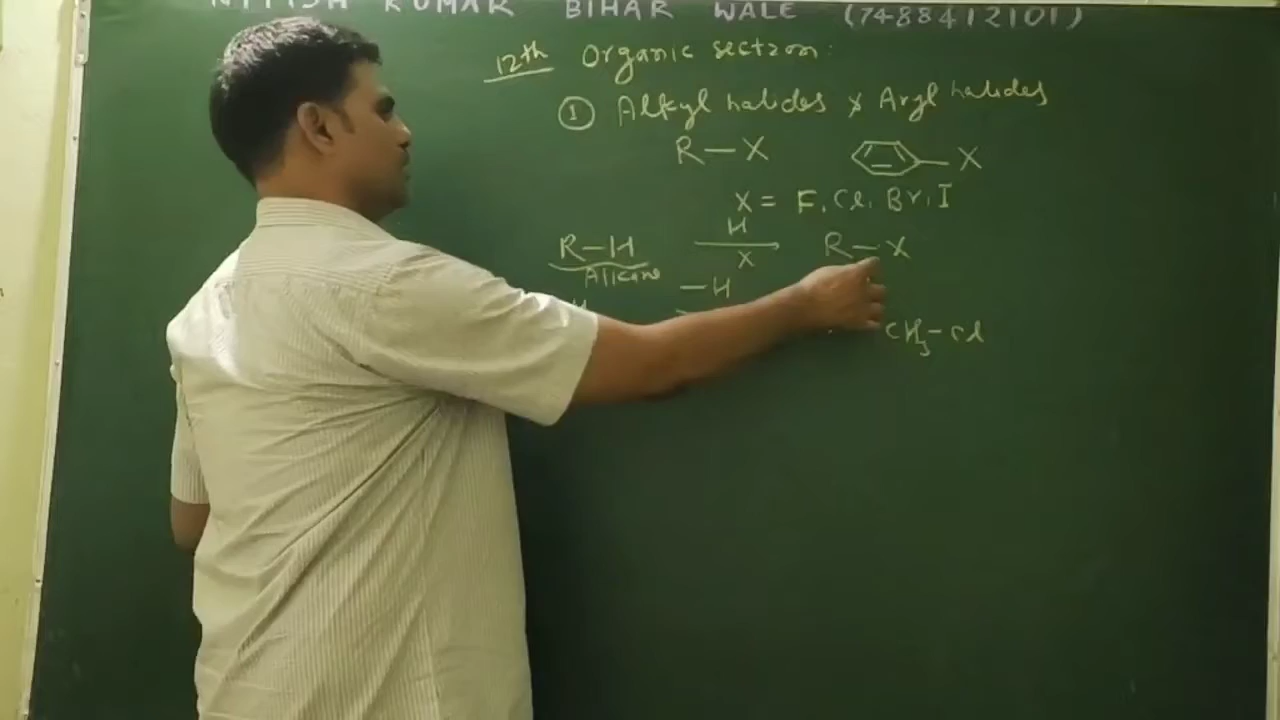 NITISH KUMAR BIHAR WALE (7488412101)
12th Organic section:
① Alkyl halides & Aryl halides
R—X X
X = F, Cl, Br, I
H
R—H → R—X
X
Alkane
—H
H
CH₃—Cl